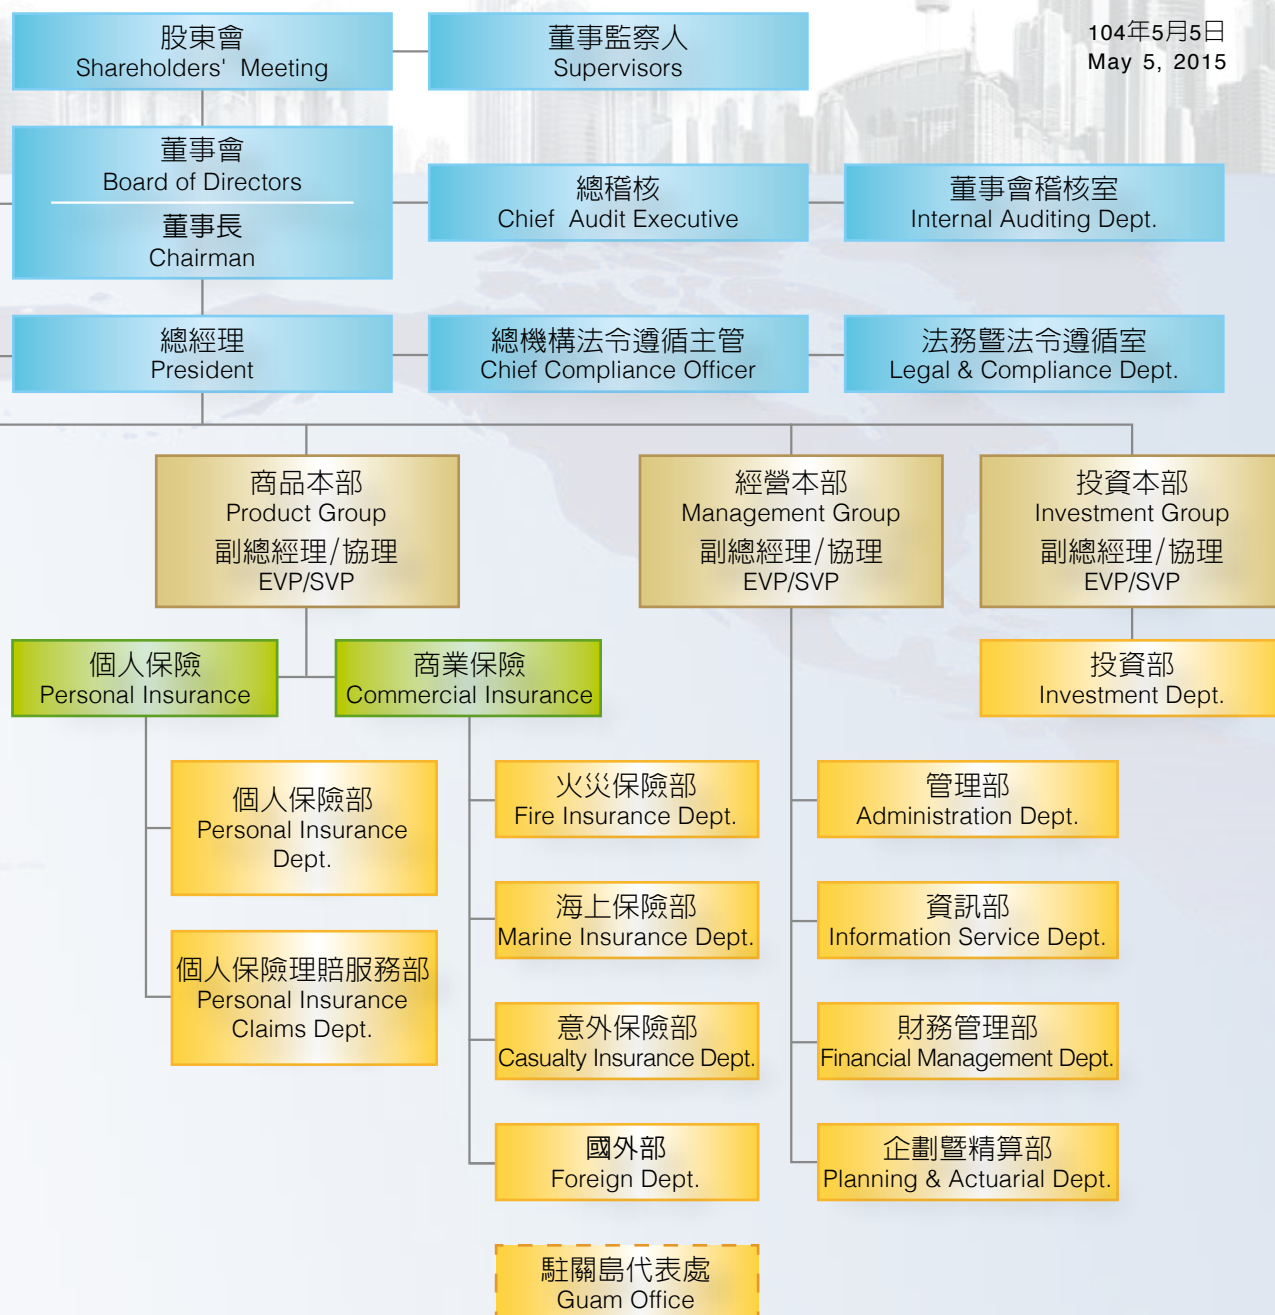 104年5月5日
May 5, 2015
股東會
Shareholders' Meeting
董事監察人
Supervisors
董事會
Board of Directors
董事長
Chairman
總稽核
Chief Audit Executive
董事會稽核室
Internal Auditing Dept.
總經理
President
總機構法令遵循主管
Chief Compliance Officer
法務暨法令遵循室
Legal & Compliance Dept.
商品本部
Product Group
副總經理/協理
EVP/SVP
經營本部
Management Group
副總經理/協理
EVP/SVP
投資本部
Investment Group
副總經理/協理
EVP/SVP
個人保險
Personal Insurance
商業保險
Commercial Insurance
投資部
Investment Dept.
個人保險部
Personal Insurance
Dept.
個人保險理賠服務部
Personal Insurance
Claims Dept.
火災保險部
Fire Insurance Dept.
海上保險部
Marine Insurance Dept.
意外保險部
Casualty Insurance Dept.
國外部
Foreign Dept.
駐關島代表處
Guam Office
管理部
Administration Dept.
資訊部
Information Service Dept.
財務管理部
Financial Management Dept.
企劃暨精算部
Planning & Actuarial Dept.